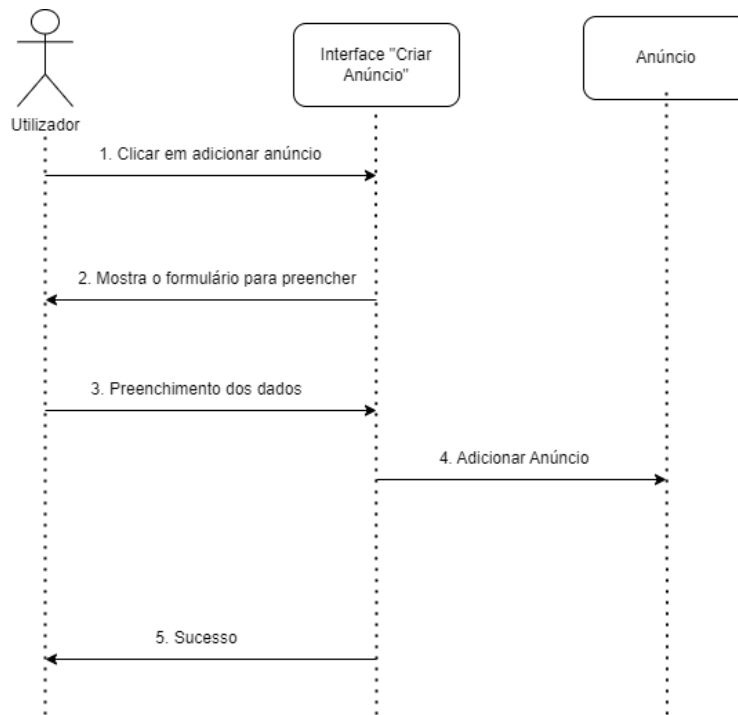 Interface "Criar
Anúncio"
Anúncio
Utilizador
1. Clicar em adicionar anúncio
2. Mostra o formulário para preencher
3. Preenchimento dos dados
4. Adicionar Anúncio
5. Sucesso